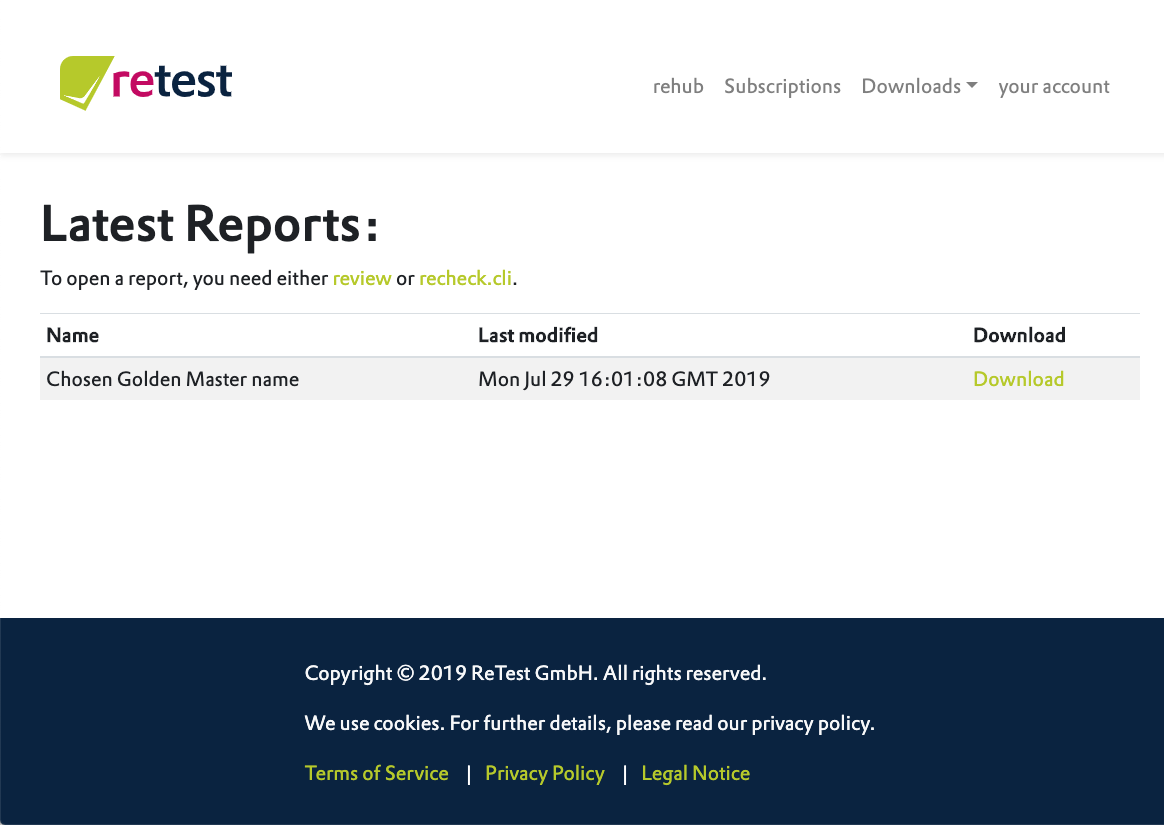 retest
rehub Subscriptions Downloads your account
Latest Reports:
To open a report, you need either review or recheck.cli.
Name Last modified Download
Chosen Golden Master name Mon Jul 29 16:01:08 GMT 2019 Download
Copyright © 2019 ReTest GmbH. All rights reserved.
We use cookies. For further details, please read our privacy policy.
Terms of Service | Privacy Policy | Legal Notice